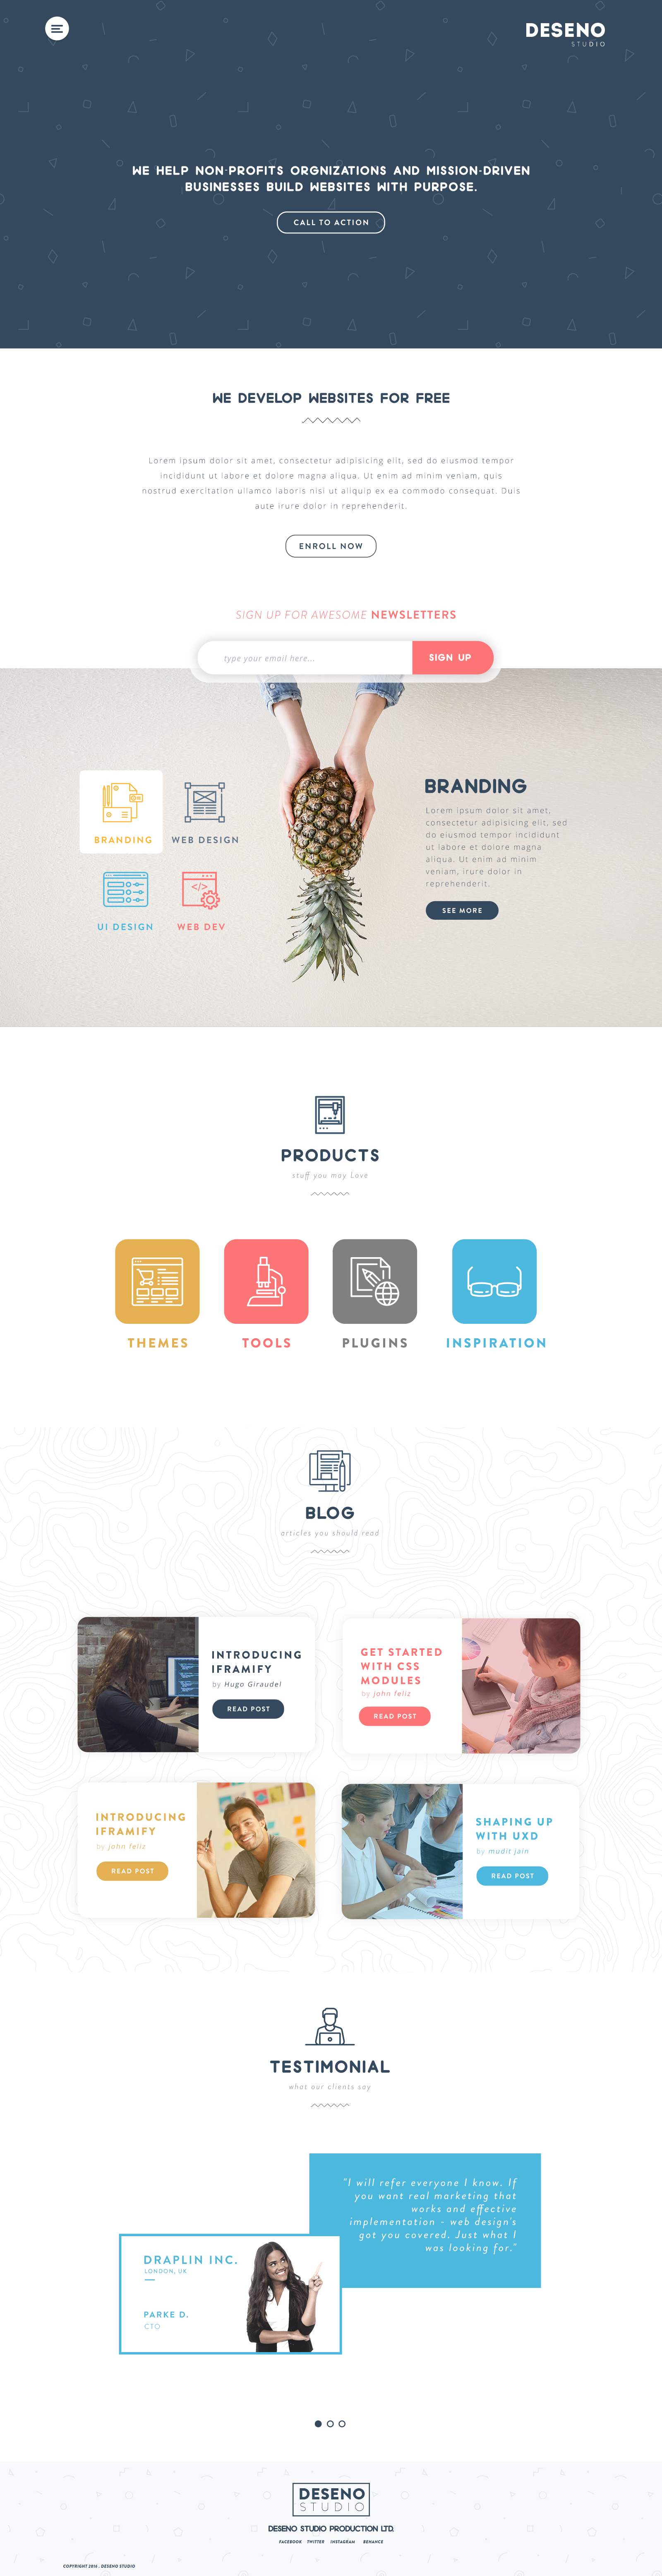 DESENO
STUDIO
WE HELP NON-PROFITS ORGNIZATIONS AND MISSION-DRIVEN
BUSINESSES BUILD WEBSITES WITH PURPOSE.
CALL TO ACTION
WE DEVELOP WEBSITES FOR FREE
Lorem ipsum dolor sit amet, consectetur adipisicing elit, sed do eiusmod tempor
incididunt ut labore et dolore magna aliqua. Ut enim ad minim veniam, quis
nostrud exercitation ullamco laboris nisi ut aliquip ex ea commodo consequat. Duis
aute irure dolor in reprehenderit.
ENROLL NOW
SIGN UP FOR AWESOME NEWSLETTERS
type your email here...
SIGN UP
BRANDING
WEB DESIGN
UI DESIGN
WEB DEV
BRANDING
Lorem ipsum dolor sit amet,
consectetur adipisicing elit, sed
do eiusmod tempor incididunt
ut labore et dolore magna
aliqua. Ut enim ad minim
veniam, irure dolor in
reprehenderit.
SEE MORE
PRODUCTS
stuff you may Love
THEMES
TOOLS
PLUGINS
INSPIRATION
BLOG
articles you should read
INTRODUCING
IFRAMIFY
by Hugo Giraudel
READ POST
GET STARTED
WITH CSS
MODULES
by john feliz
READ POST
INTRODUCING
IFRAMIFY
by john feliz
READ POST
SHAPING UP
WITH UXD
by mudit jain
READ POST
TESTIMONIAL
what our clients say
"I will refer everyone I know. If
you want real marketing that
works and effective
implementation - web design's
got you covered. Just what I
was looking for."
DRAPLIN INC.
LONDON, UK
PARKE D.
CTO
DESENO
STUDIO
DESENO STUDIO PRODUCTION LTD.
FACEBOOK TWITTER INSTAGRAM BEHANCE
COPYRIGHT 2016 . DESENO STUDIO